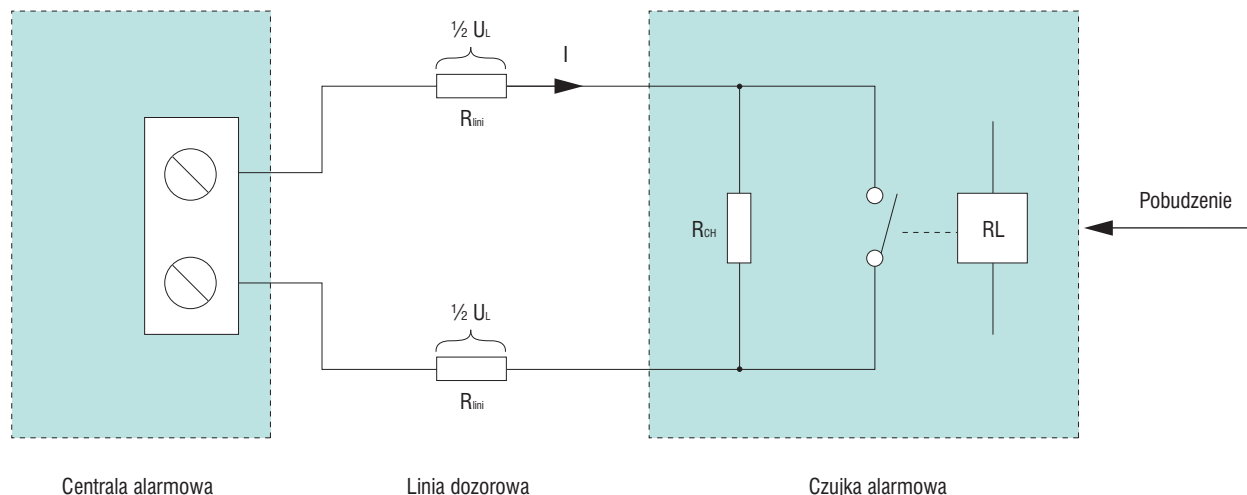 ½ UL
I
Rlini
RCH
RL
Pobudzenie
½ UL
Rlini
Centrala alarmowa
Linia dozorowa
Czujka alarmowa